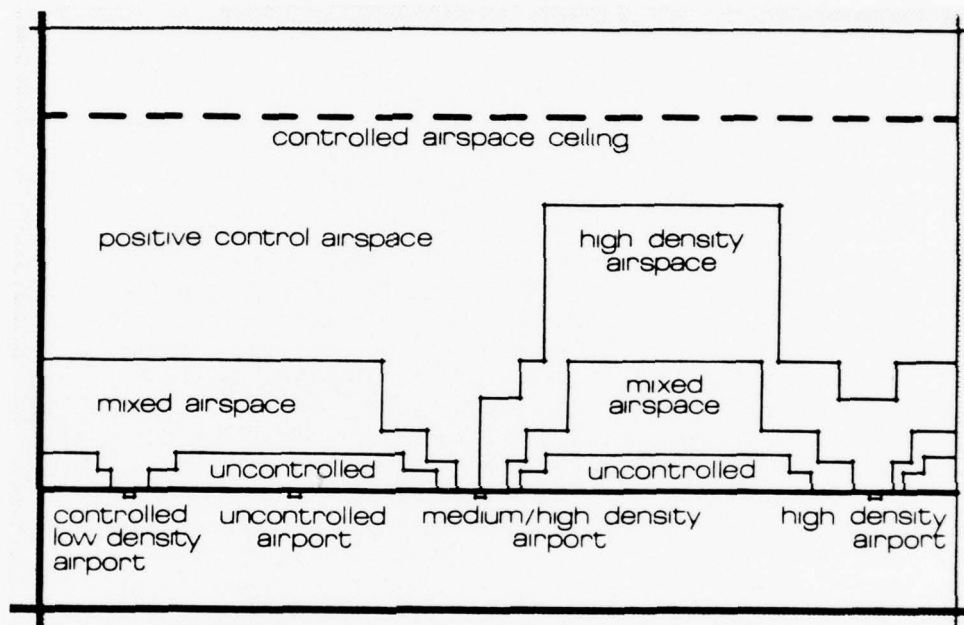 controlled airspace ceiling
positive control airspace
high density
airspace
mixed airspace
mixed
airspace
uncontrolled
uncontrolled
controlled
low density
airport
uncontrolled
airport
medium/high density
airport
high density
airport